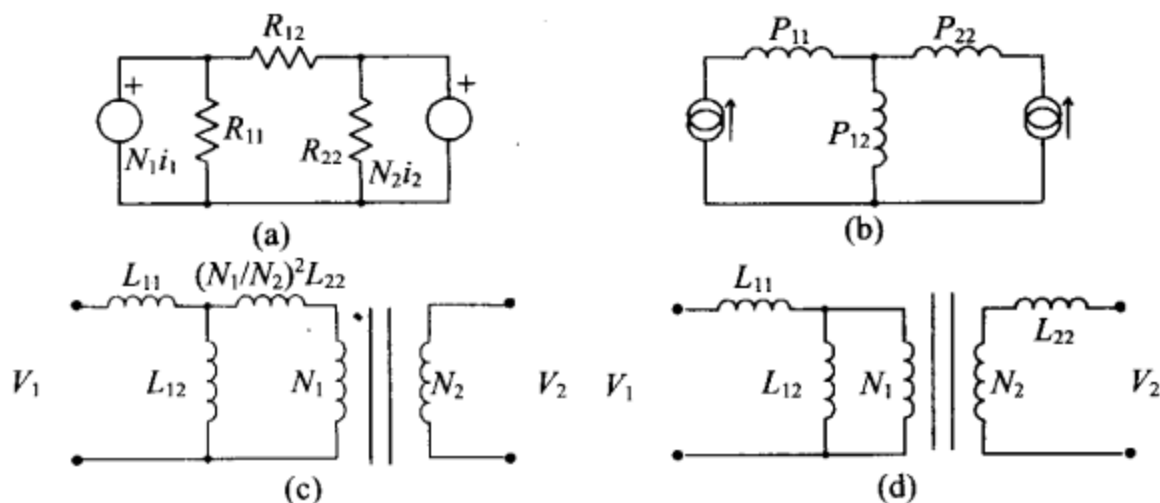 R12
+
+
N1i1
R11
R22
N2i2
(a)
P11
P22
P12
(b)
L11
(N1/N2)²L22
V1
L12
N1
N2
V2
(c)
L11
L22
V1
L12
N1
N2
V2
(d)